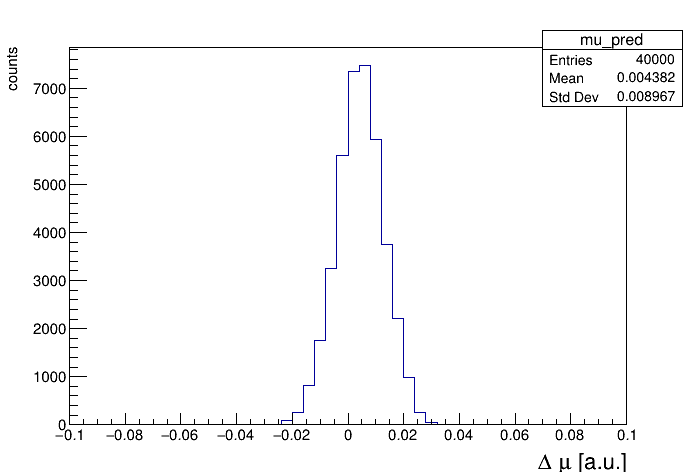 mu_pred
Entries 40000
Mean 0.004382
Std Dev 0.008967
counts
7000
6000
5000
4000
3000
2000
1000
0
−0.1 −0.08 −0.06 −0.04 −0.02 0 0.02 0.04 0.06 0.08 0.1
Δ μ [a.u.]